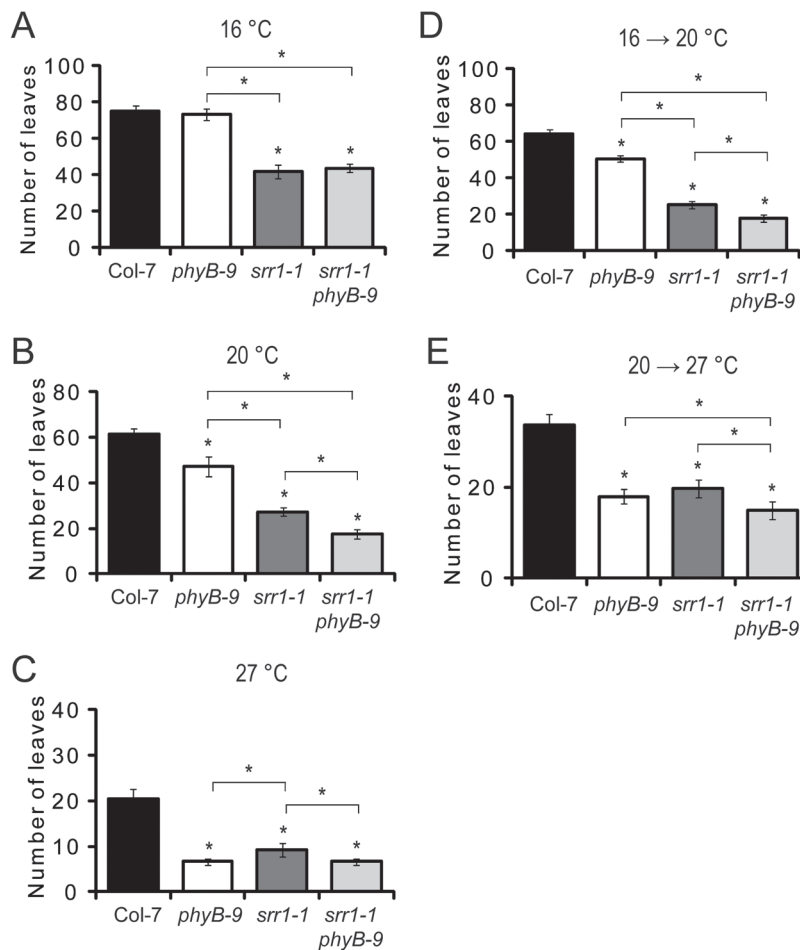 A
16 °C
Number of leaves
100
80
60
40
20
0
*
*
*
*
Col-7
phyB-9
srr1-1
srr1-1
phyB-9
B
20 °C
Number of leaves
80
60
40
20
0
*
*
*
*
*
*
Col-7
phyB-9
srr1-1
srr1-1
phyB-9
C
27 °C
Number of leaves
40
30
20
10
0
*
*
*
*
*
Col-7
phyB-9
srr1-1
srr1-1
phyB-9
D
16 → 20 °C
Number of leaves
100
80
60
40
20
0
*
*
*
*
*
*
Col-7
phyB-9
srr1-1
srr1-1
phyB-9
E
20 → 27 °C
Number of leaves
40
20
0
*
*
*
*
*
Col-7
phyB-9
srr1-1
srr1-1
phyB-9